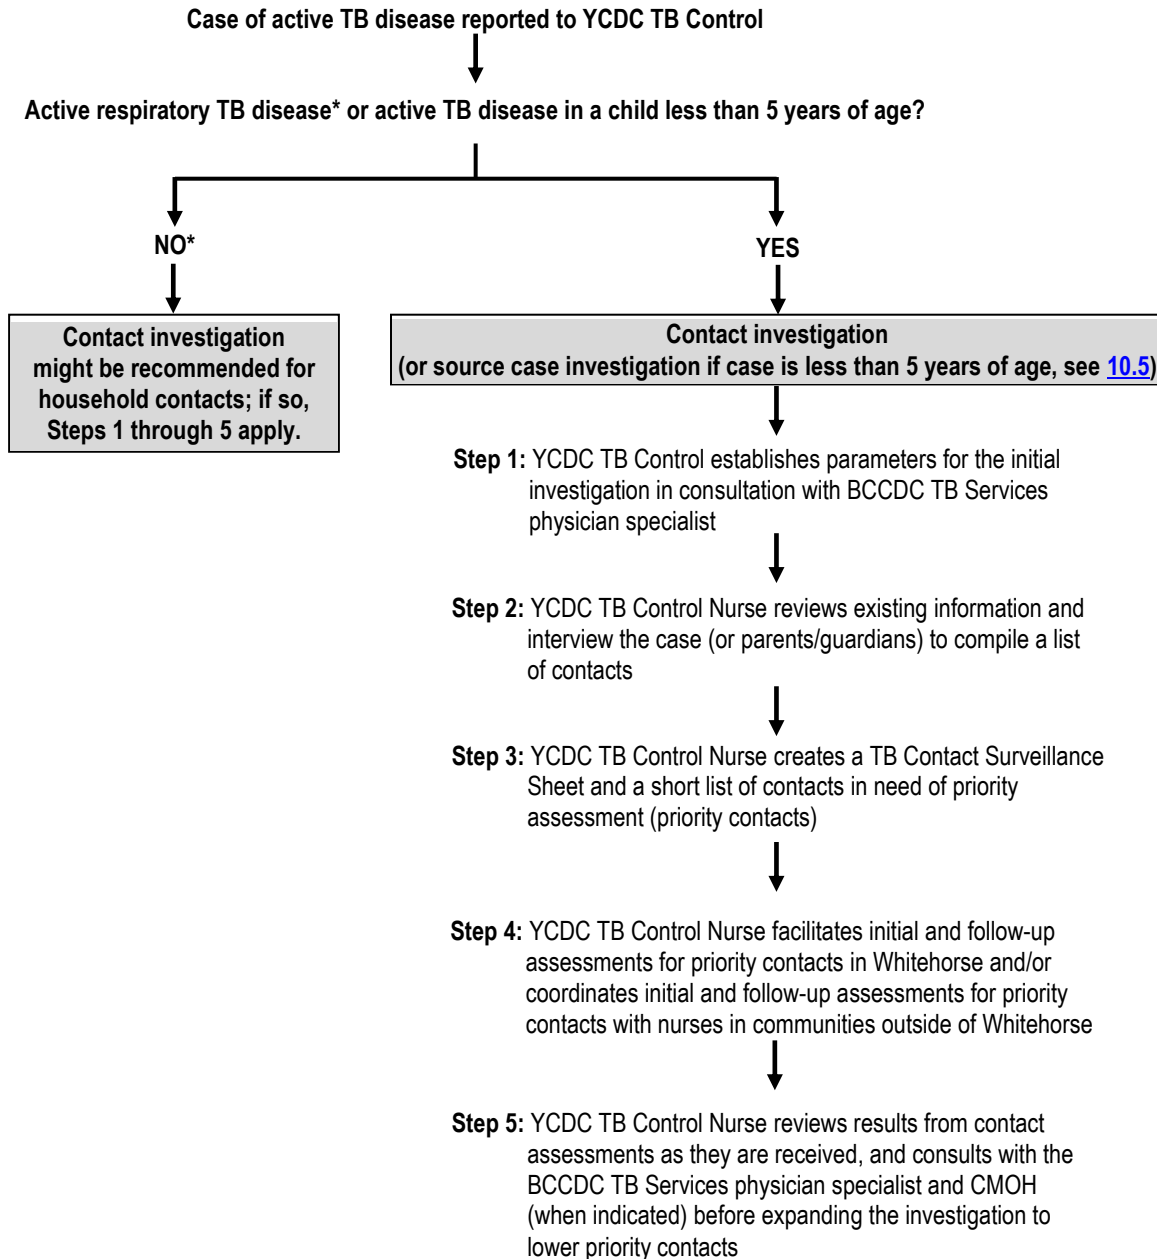 Case of active TB disease reported to YCDC TB Control
Active respiratory TB disease* or active TB disease in a child less than 5 years of age?
NO*
YES
Contact investigation
might be recommended for
household contacts; if so,
Steps 1 through 5 apply.
Contact investigation
(or source case investigation if case is less than 5 years of age, see 10.5)
Step 1: YCDC TB Control establishes parameters for the initial
investigation in consultation with BCCDC TB Services
physician specialist
Step 2: YCDC TB Control Nurse reviews existing information and
interview the case (or parents/guardians) to compile a list
of contacts
Step 3: YCDC TB Control Nurse creates a TB Contact Surveillance
Sheet and a short list of contacts in need of priority
assessment (priority contacts)
Step 4: YCDC TB Control Nurse facilitates initial and follow-up
assessments for priority contacts in Whitehorse and/or
coordinates initial and follow-up assessments for priority
contacts with nurses in communities outside of Whitehorse
Step 5: YCDC TB Control Nurse reviews results from contact
assessments as they are received, and consults with the
BCCDC TB Services physician specialist and CMOH
(when indicated) before expanding the investigation to
lower priority contacts